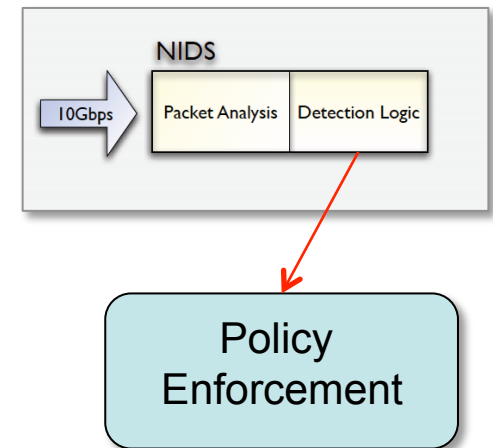 NIDS
10Gbps
Packet Analysis
Detection Logic
Policy
Enforcement